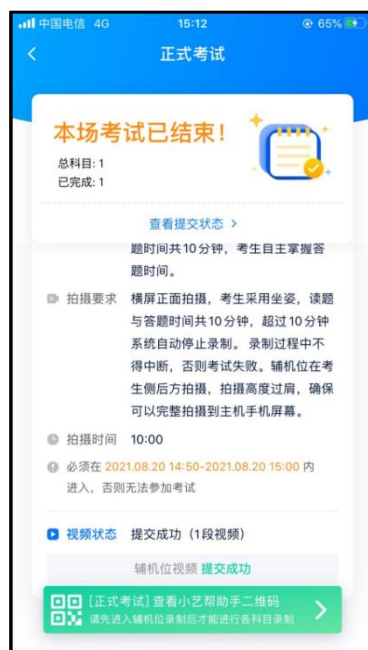 中国电信 4G 15:12 65%
正式考试
本场考试已结束！
总科目: 1
已完成: 1
查看提交状态 >
题时间共10分钟，考生自主掌握答
题时间。
拍摄要求 横屏正面拍摄，考生采用坐姿，读题
与答题时间共10分钟，超过10分钟
系统自动停止录制。 录制过程中不
得中断，否则考试失败。辅机位在考
生侧后方拍摄，拍摄高度过肩，确保
可以完整拍摄到主机手机屏幕。
拍摄时间 10:00
必须在 2021.08.20 14:50-2021.08.20 15:00 内
进入，否则无法参加考试
视频状态 提交成功（1段视频）
辅机位视频 提交成功
[正式考试] 查看小艺帮助手二维码
请先进入辅机位录制后才能进行各科目录制